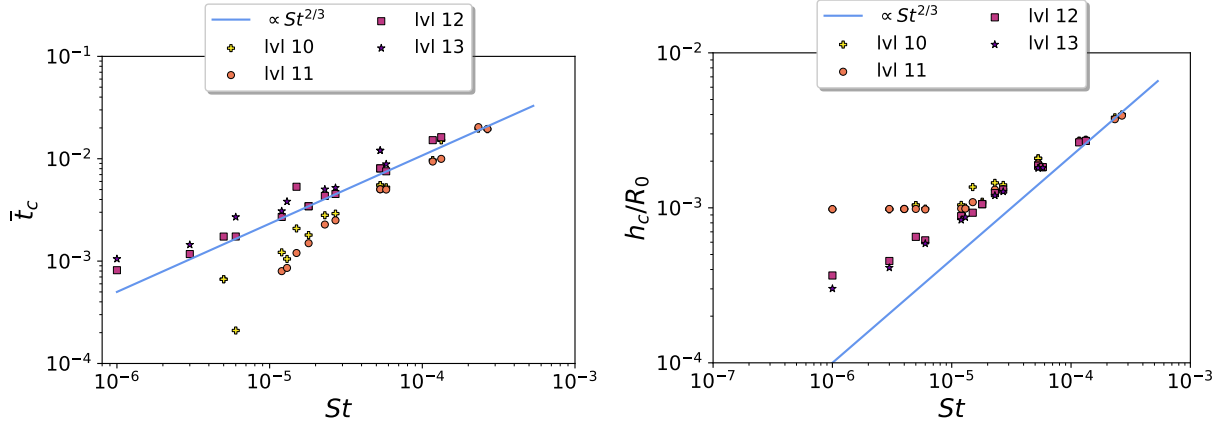 ∝ St^{2/3}
lvl 10
lvl 11
lvl 12
lvl 13
10^{-1}
10^{-2}
10^{-3}
10^{-4}
t̄_c
10^{-6}
10^{-5}
10^{-4}
10^{-3}
St
∝ St^{2/3}
lvl 10
lvl 11
lvl 12
lvl 13
10^{-2}
10^{-3}
10^{-4}
h_c/R_0
10^{-7}
10^{-6}
10^{-5}
10^{-4}
10^{-3}
St